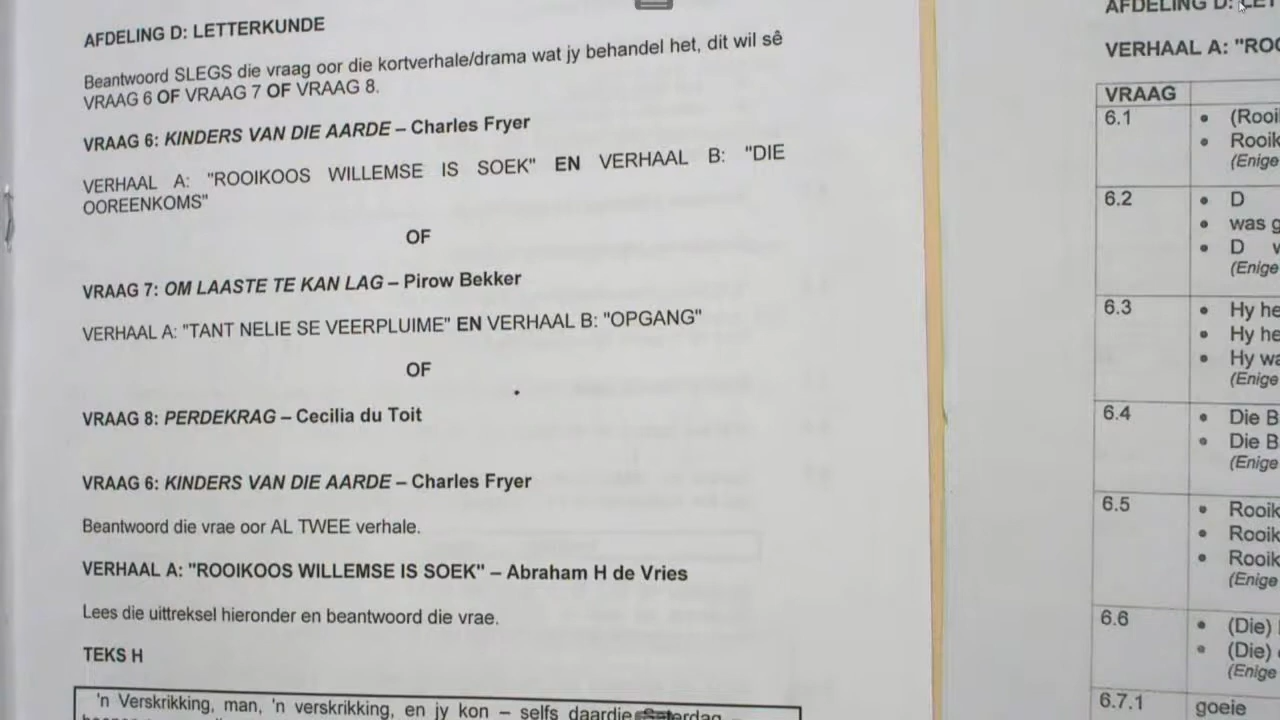 AFDELING D: LETTERKUNDE
Beantwoord SLEGS die vraag oor die kortverhale/drama wat jy behandel het, dit wil sê
VRAAG 6 OF VRAAG 7 OF VRAAG 8.
VRAAG 6: KINDERS VAN DIE AARDE – Charles Fryer
VERHAAL A: "ROOIKOOS WILLEMSE IS SOEK" EN VERHAAL B: "DIE
OOREENKOMS"
OF
VRAAG 7: OM LAASTE TE KAN LAG – Pirow Bekker
VERHAAL A: "TANT NELIE SE VEERPLUIME" EN VERHAAL B: "OPGANG"
OF
VRAAG 8: PERDEKRAG – Cecilia du Toit
VRAAG 6: KINDERS VAN DIE AARDE – Charles Fryer
Beantwoord die vrae oor AL TWEE verhale.
VERHAAL A: "ROOIKOOS WILLEMSE IS SOEK" – Abraham H de Vries
Lees die uittreksel hieronder en beantwoord die vrae.
TEKS H
'n Verskrikking, man, 'n verskrikking, en jy kon – selfs daardie Saterdag
AFDELING D:
VERHAAL A: "ROO
VRAAG
6.1
• (Rooi
• Rooik
(Enige
6.2
• D
• was g
• D w
(Enige
6.3
• Hy he
• Hy he
• Hy wa
(Enige
6.4
• Die B
• Die B
(Enige
6.5
• Rooik
• Rooik
• Rooik
(Enige
6.6
• (Die)
• (Die)
(Enige
6.7.1
goeie